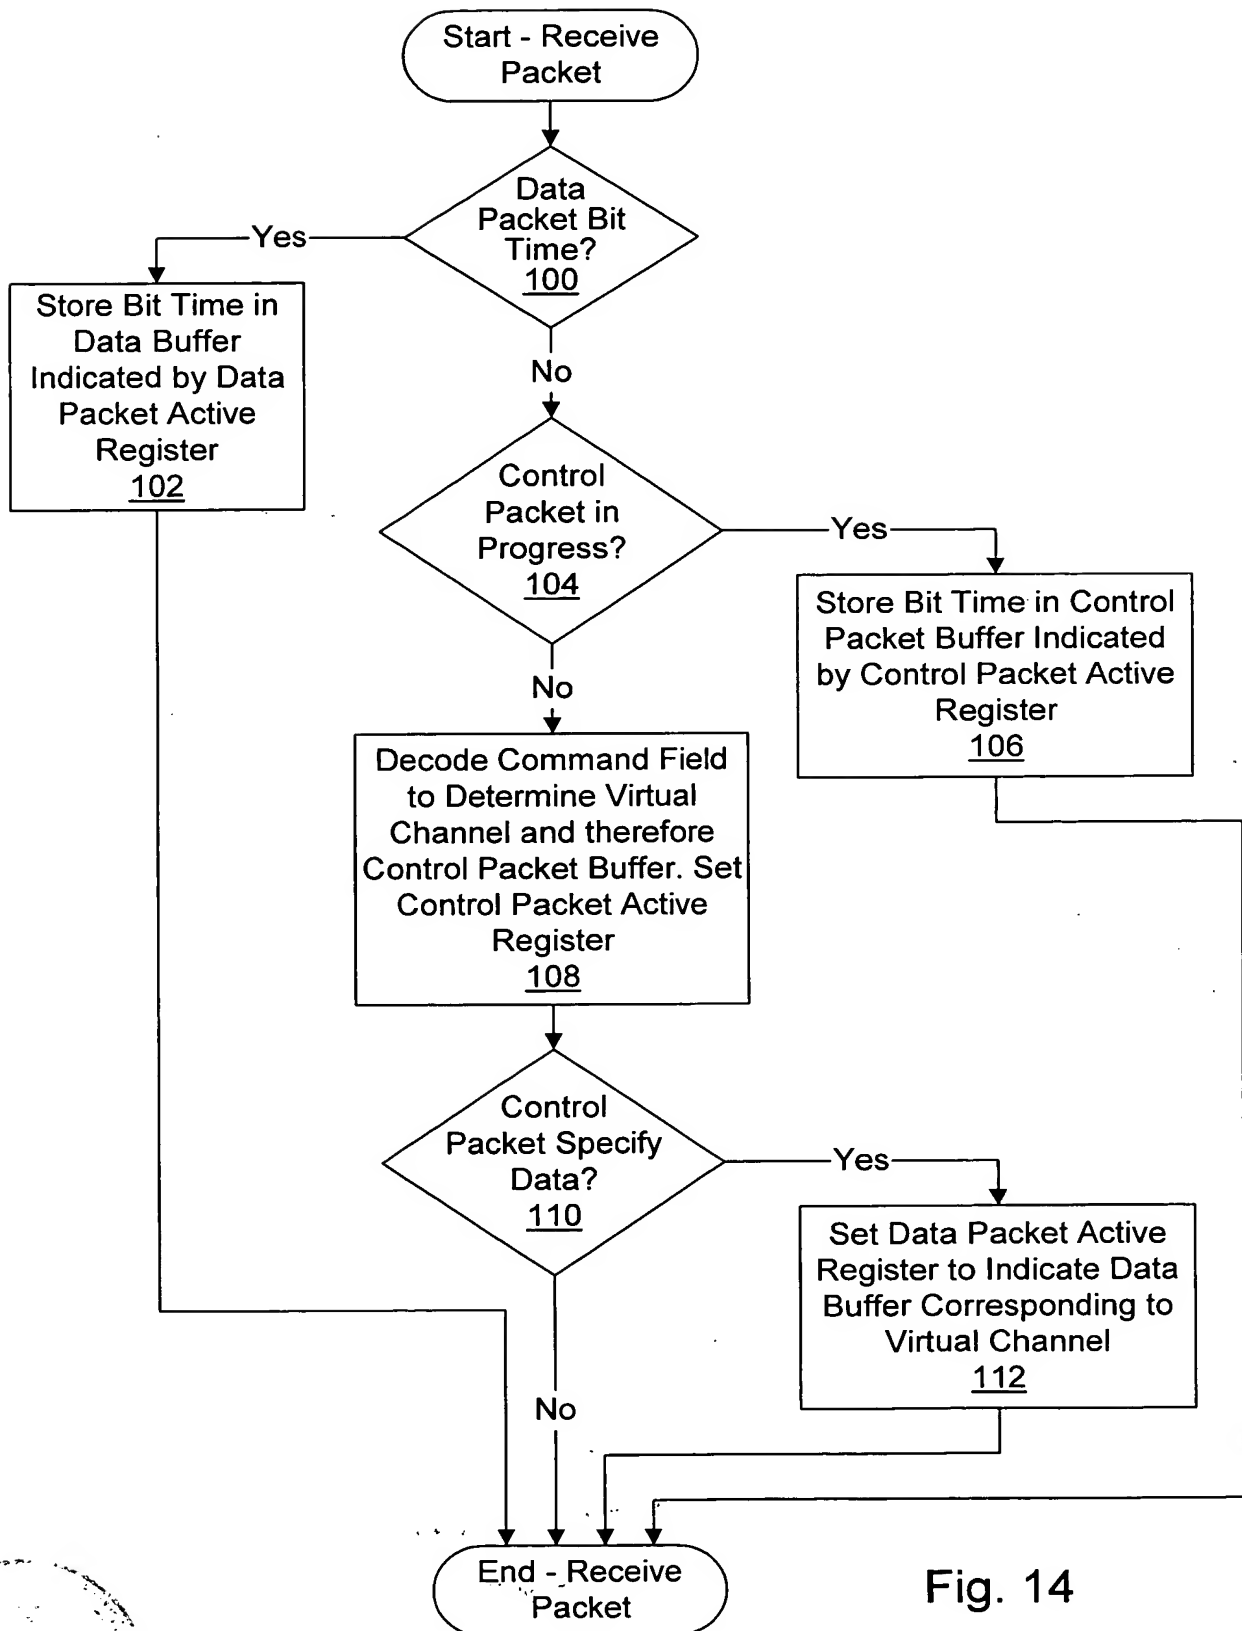 Start - Receive
Packet
Data
Packet Bit
Time?
100
Yes
No
Store Bit Time in
Data Buffer
Indicated by Data
Packet Active
Register
102
Control
Packet in
Progress?
104
Yes
No
Store Bit Time in Control
Packet Buffer Indicated
by Control Packet Active
Register
106
Decode Command Field
to Determine Virtual
Channel and therefore
Control Packet Buffer. Set
Control Packet Active
Register
108
Control
Packet Specify
Data?
110
Yes
No
Set Data Packet Active
Register to Indicate Data
Buffer Corresponding to
Virtual Channel
112
End - Receive
Packet
Fig. 14